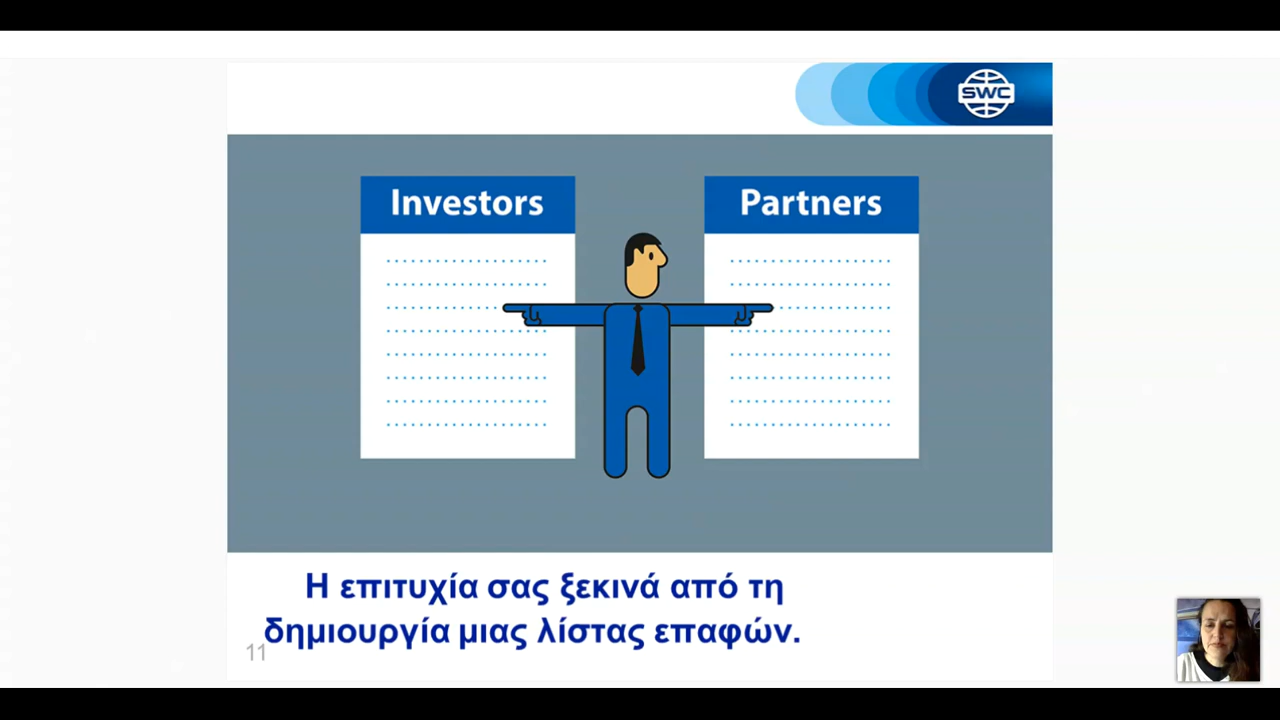 SWC
Investors
Partners
Η επιτυχία σας ξεκινά από τη
δημιουργία μιας λίστας επαφών.
11